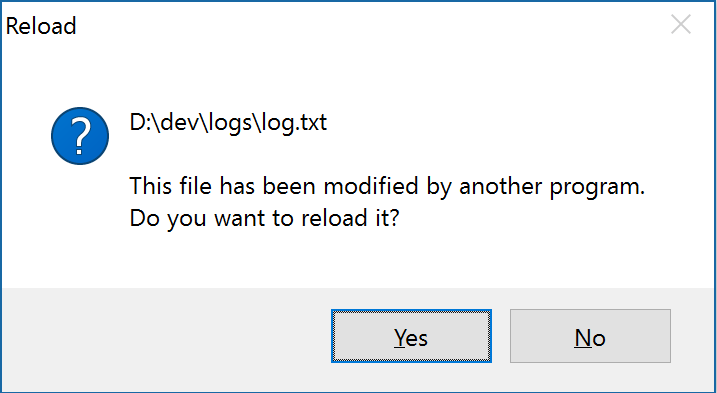 Reload
D:\dev\logs\log.txt
This file has been modified by another program.
Do you want to reload it?
Yes
No